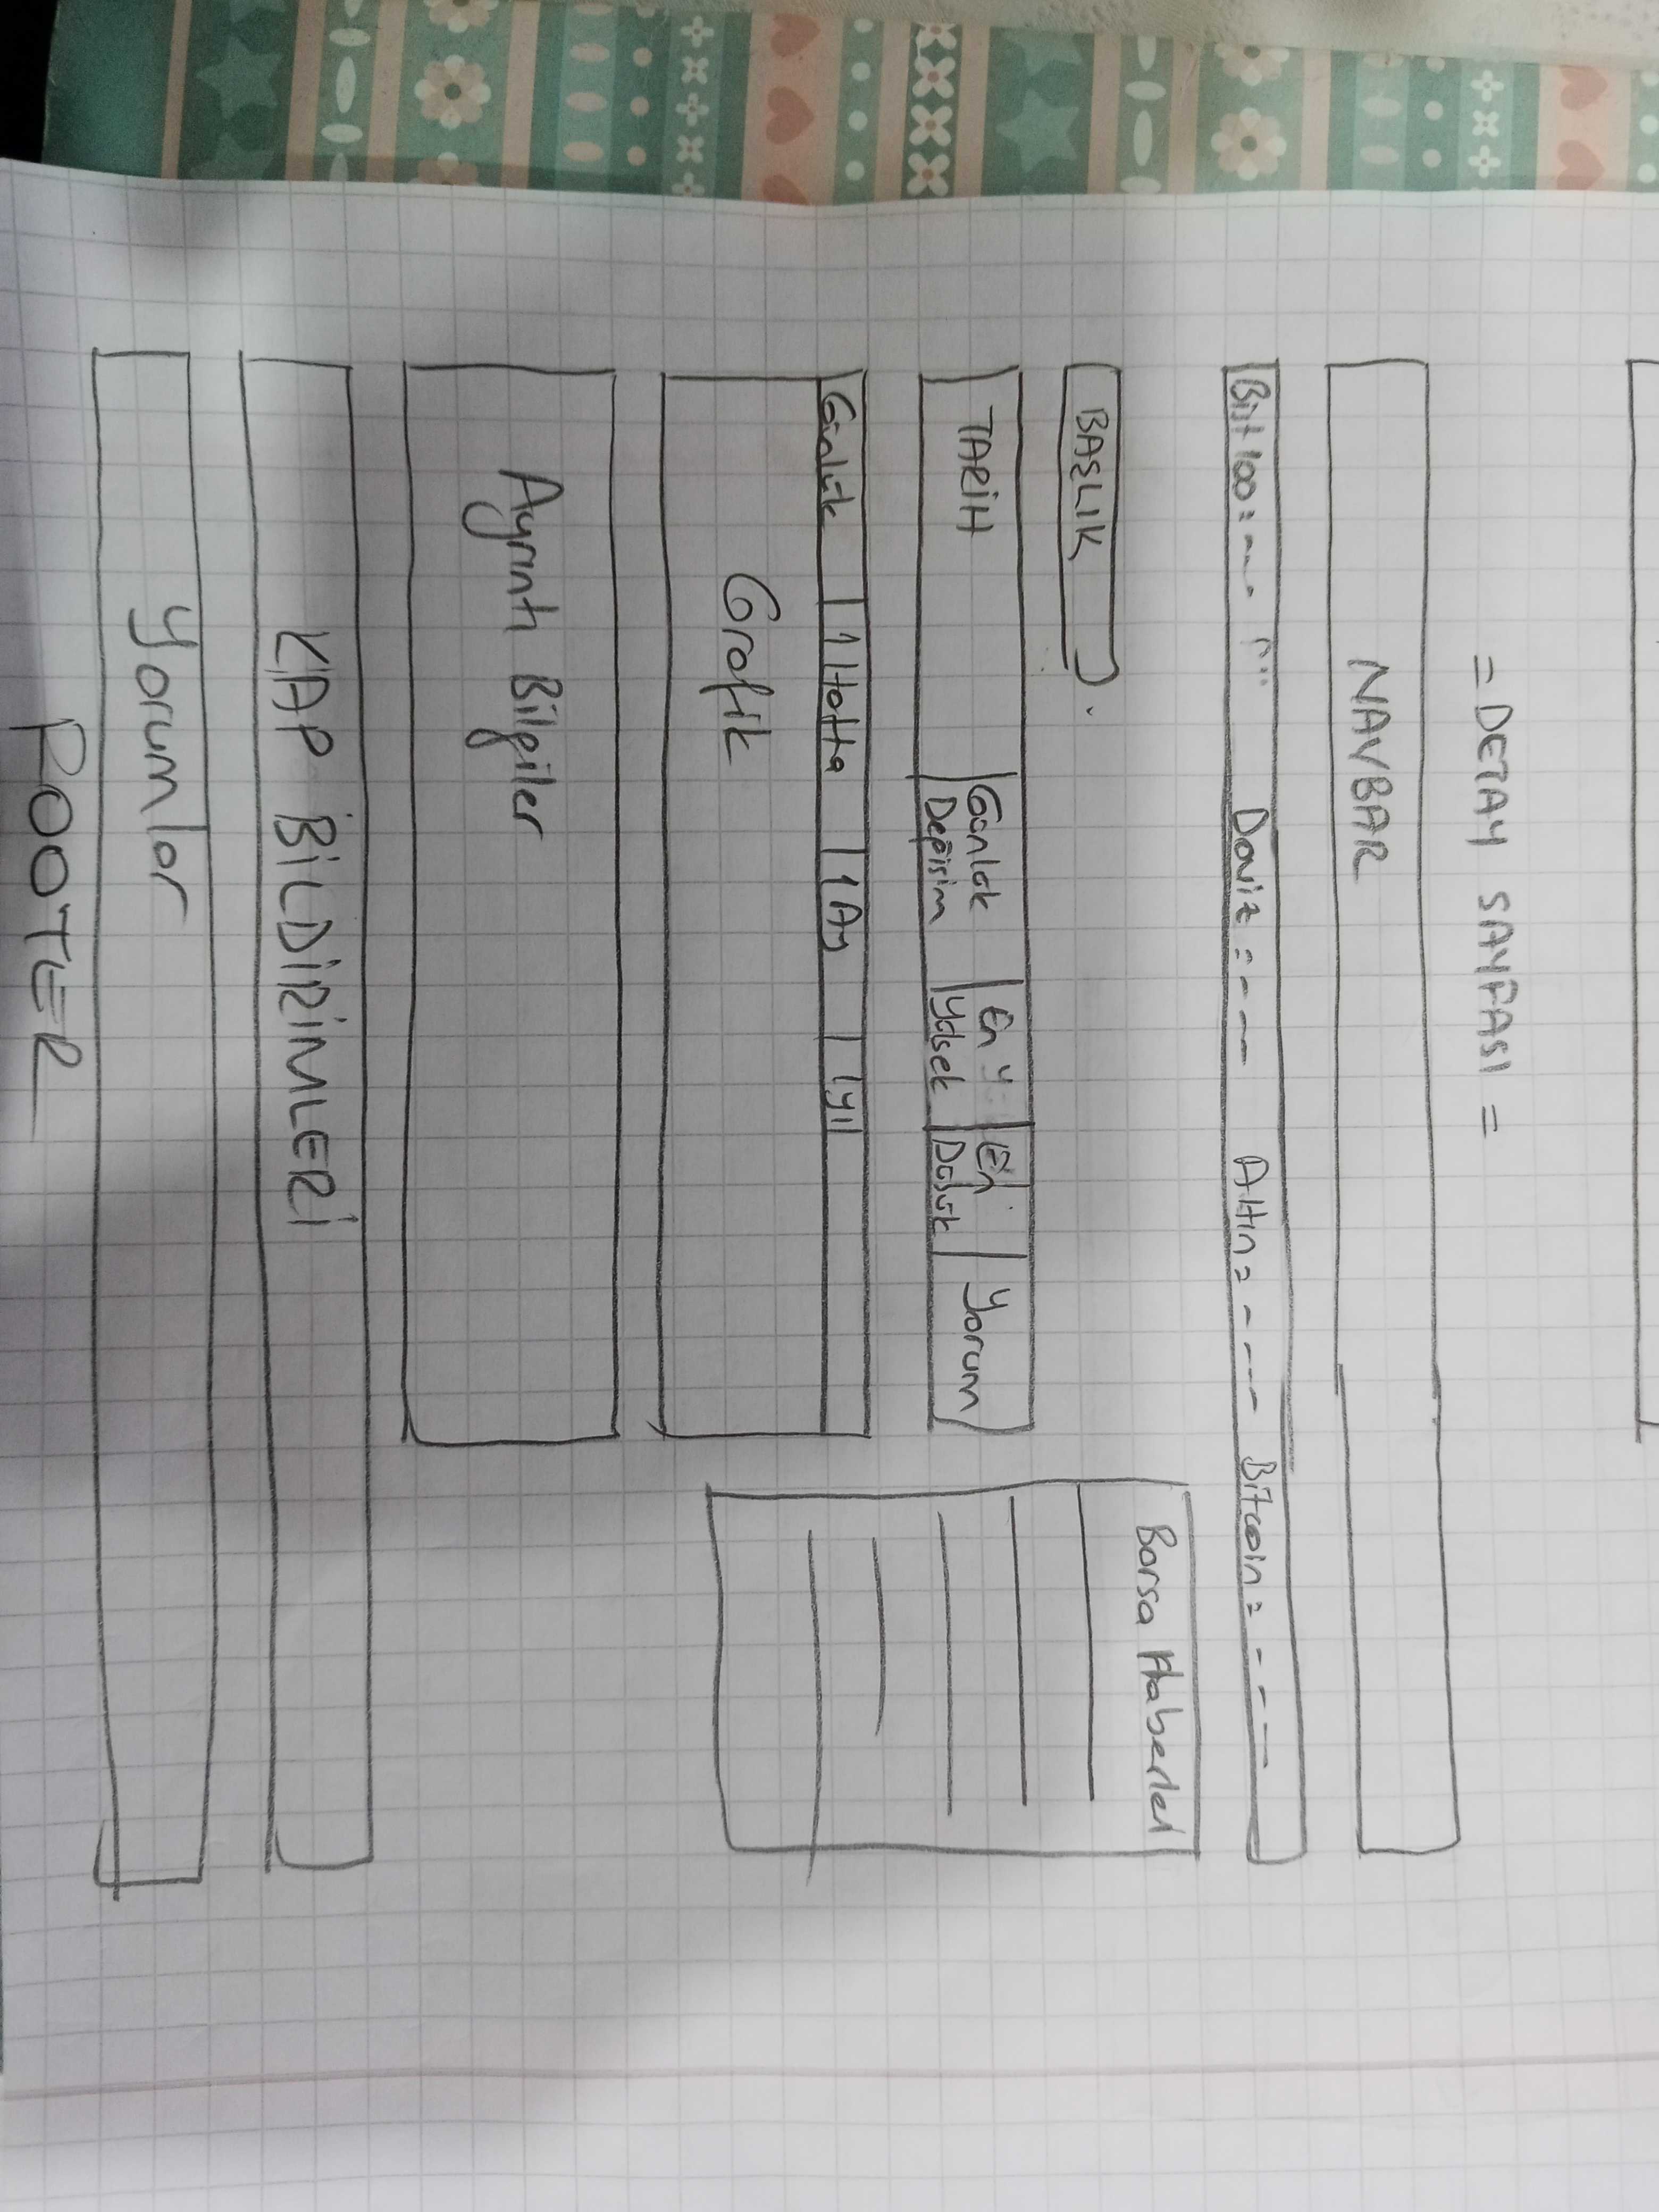 = DETAY SAYFASI =
NAVBAR
Bist 100 = --- Doviz = --- Altın = ---- Bitcoin = ----
BAŞLIK
Borsa Haberleri
TARİH Günlük Değişim En Yüksek En Düşük Yorum
Günlük 1 Hafta 1 Ay 1 yıl
Grafik
Ayrıntı Bilgiler
KAP BİLDİRİMLERİ
Yorumlar
FOOTER